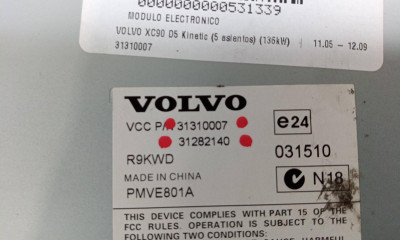 0000000000531339
MODULO ELECTRONICO
VOLVO XC90 D5 Kinetic (5 asientos) (136kW)
11.05 - 12.09
31310007
VOLVO
e24
VCC P/N 31310007
31282140
031510
R9KWD
MADE IN CHINA
N18
PMVE801A
THIS DEVICE COMPLIES WITH PART 15 OF THE
FCC RULES. OPERATION IS SUBJECT TO THE
FOLLOWING TWO CONDITIONS: